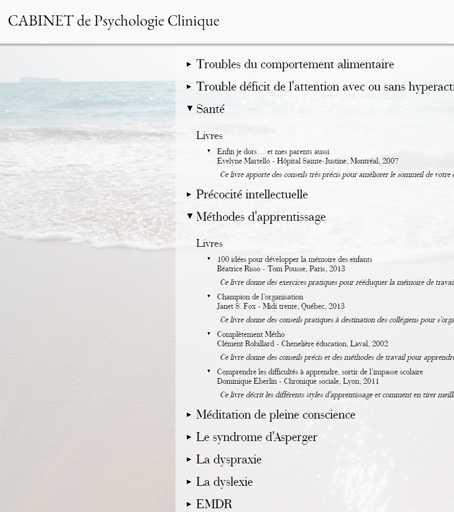 CABINET de Psychologie Clinique
Troubles du comportement alimentaire
Trouble déficit de l'attention avec ou sans hyperacti
Santé
Livres
Enfin je dors… et mes parents aussi
Evelyne Martello - Hôpital Sainte-Justine, Montréal, 2007
Ce livre apporte des conseils très précis pour améliorer le sommeil de votre
Précocité intellectuelle
Méthodes d'apprentissage
Livres
100 idées pour développer la mémoire des enfants
Béatrice Risso - Tom Pousse, Paris, 2013
Ce livre donne des exercices pratiques pour rééduquer la mémoire de travai
Champion de l'organisation
Janet S. Fox - Midi trente, Québec, 2013
Ce livre donne des conseils pratiques à destination des collégiens pour s'orga
Complètement Métho
Clément Robillard - Chenelière éducation, Laval, 2002
Ce livre donne des conseils précis et des méthodes de travail pour apprendre
Comprendre les difficultés à apprendre, sortir de l'impasse scolaire
Dominique Eberlin - Chronique sociale, Lyon, 2011
Ce livre décrit les différents styles d'apprentissage et comment en tirer meill
Méditation de pleine conscience
Le syndrome d'Asperger
La dyspraxie
La dyslexie
EMDR